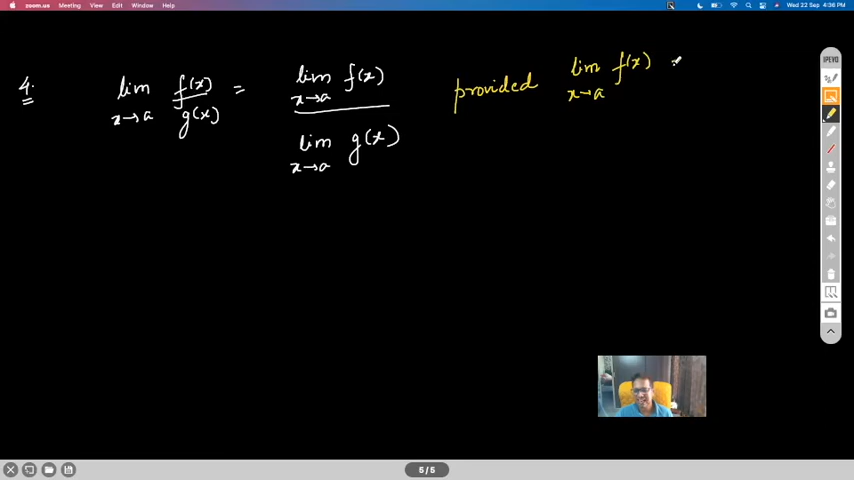 zoom.us Meeting View Edit Window Help Wed 22 Sep 4:36 PM
IPEVO
4. lim x→a f(x)/g(x) = lim x→a f(x) / lim x→a g(x) provided lim x→a f(x)
5/5